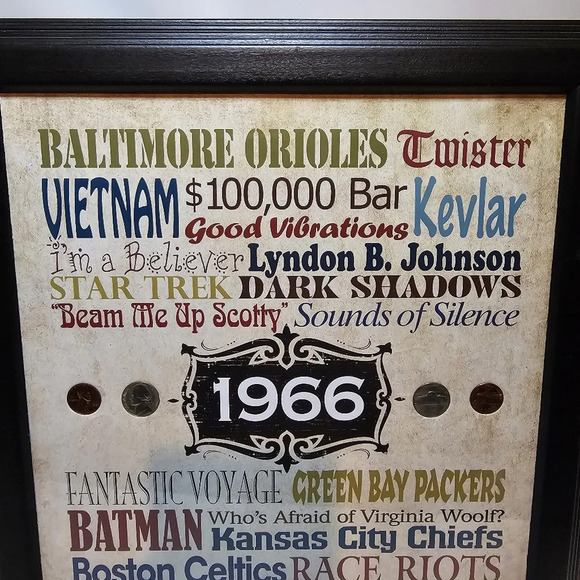 BALTIMORE ORIOLES Twister
VIETNAM $100,000 Bar Kevlar
Good Vibrations
I'm a Believer Lyndon B. Johnson
STAR TREK DARK SHADOWS
"Beam Me Up Scotty" Sounds of Silence
1966
FANTASTIC VOYAGE GREEN BAY PACKERS
BATMAN Who's Afraid of Virginia Woolf?
Kansas City Chiefs
Boston Celtics RACE RIOTS